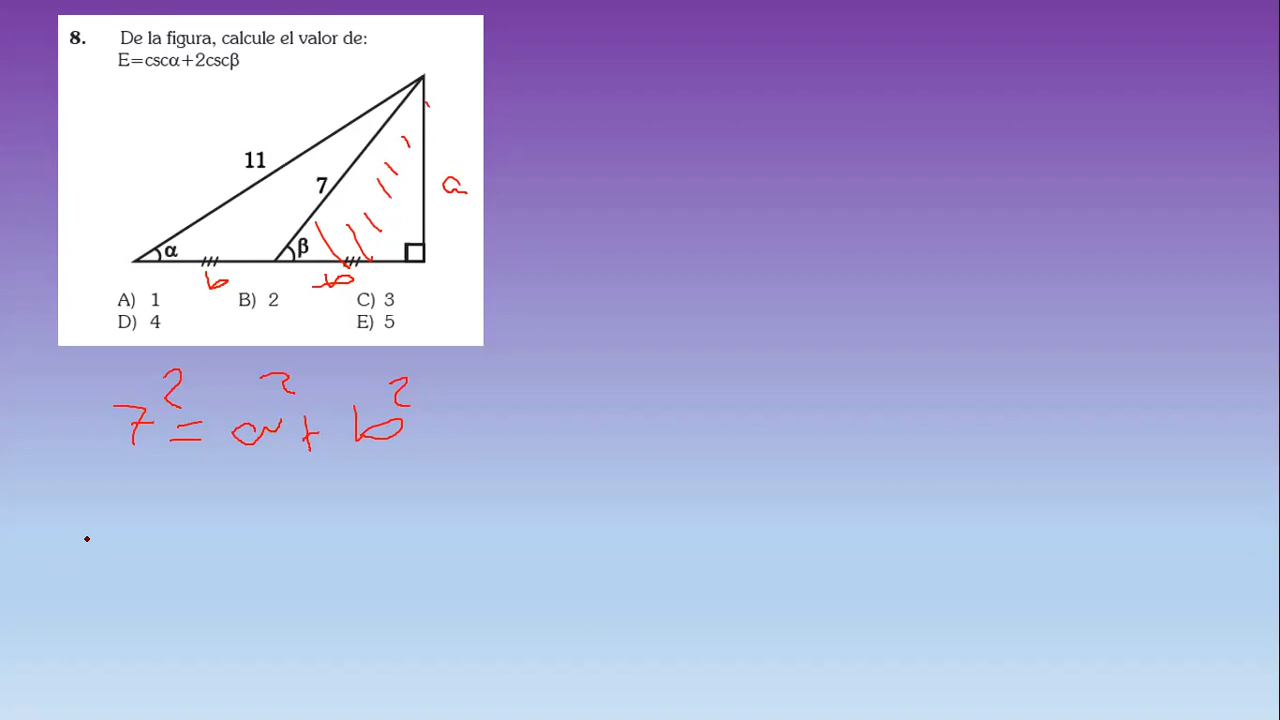 8. De la figura, calcule el valor de:
E=cscα+2cscβ
11
7
a
α
β
b
b
A) 1 B) 2 C) 3
D) 4 E) 5
7² = a² + b²